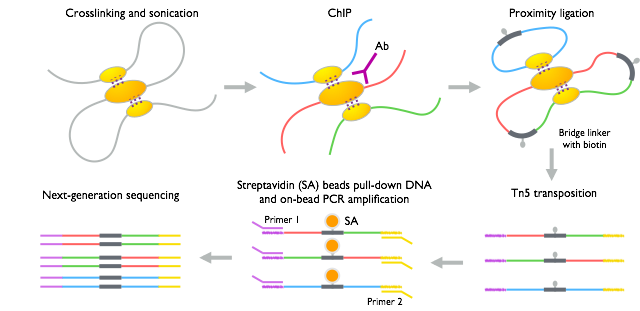 Crosslinking and sonication
ChIP
Proximity ligation
Ab
Bridge linker
with biotin
Next-generation sequencing
Streptavidin (SA) beads pull-down DNA
and on-bead PCR amplification
Tn5 transposition
Primer 1
SA
Primer 2